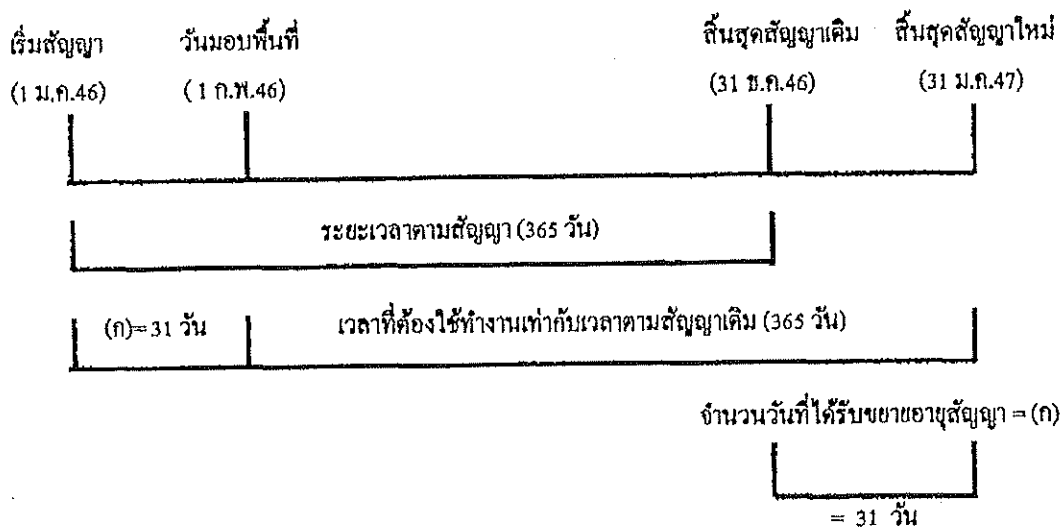 เริ่มสัญญา วันมอบพื้นที่ สิ้นสุดสัญญาเดิม สิ้นสุดสัญญาใหม่
(1 ม.ค.46) (1 ก.พ.46) (31 ธ.ค.46) (31 ม.ค.47)
ระยะเวลาตามสัญญา (365 วัน)
(ก)= 31 วัน เวลาที่ต้องใช้ทำงานเท่ากับเวลาตามสัญญาเดิม (365 วัน)
จำนวนวันที่ได้รับขยายอายุสัญญา = (ก)
= 31 วัน